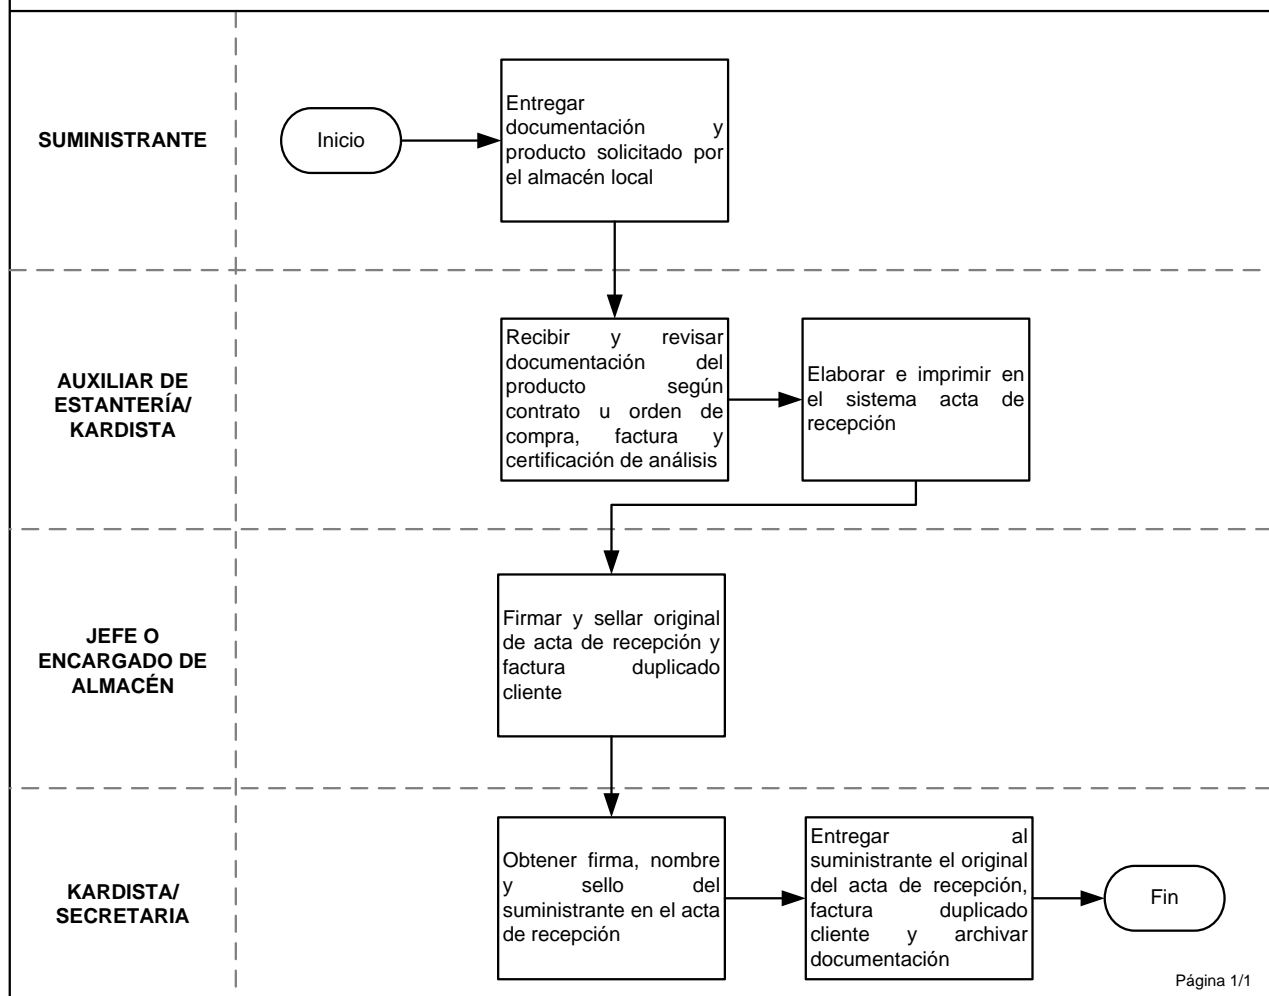 SUMINISTRANTE
Inicio
Entregar
documentación y
producto solicitado por
el almacén local
AUXILIAR DE
ESTANTERÍA/
KARDISTA
Recibir y revisar
documentación del
producto según
contrato u orden de
compra, factura y
certificación de análisis
Elaborar e imprimir en
el sistema acta de
recepción
JEFE O
ENCARGADO DE
ALMACÉN
Firmar y sellar original
de acta de recepción y
factura duplicado
cliente
KARDISTA/
SECRETARIA
Obtener firma, nombre
y sello del
suministrante en el acta
de recepción
Entregar al
suministrante el original
del acta de recepción,
factura duplicado
cliente y archivar
documentación
Fin
Página 1/1